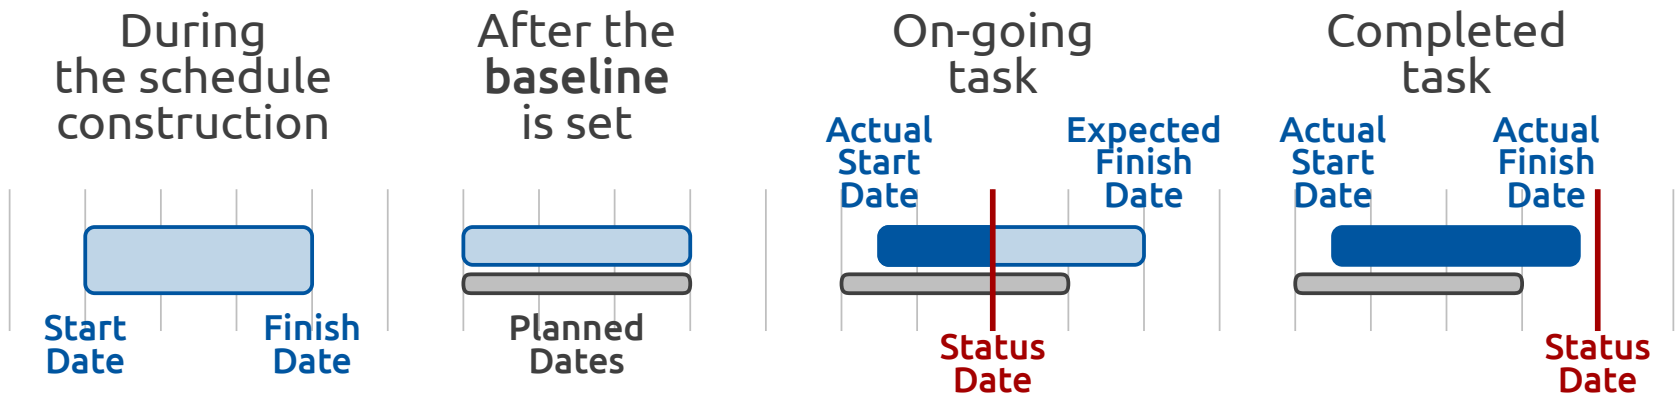 During
the schedule
construction
Start
Date
Finish
Date
After the
baseline
is set
Planned
Dates
On-going
task
Actual
Start
Date
Expected
Finish
Date
Status
Date
Completed
task
Actual
Start
Date
Actual
Finish
Date
Status
Date